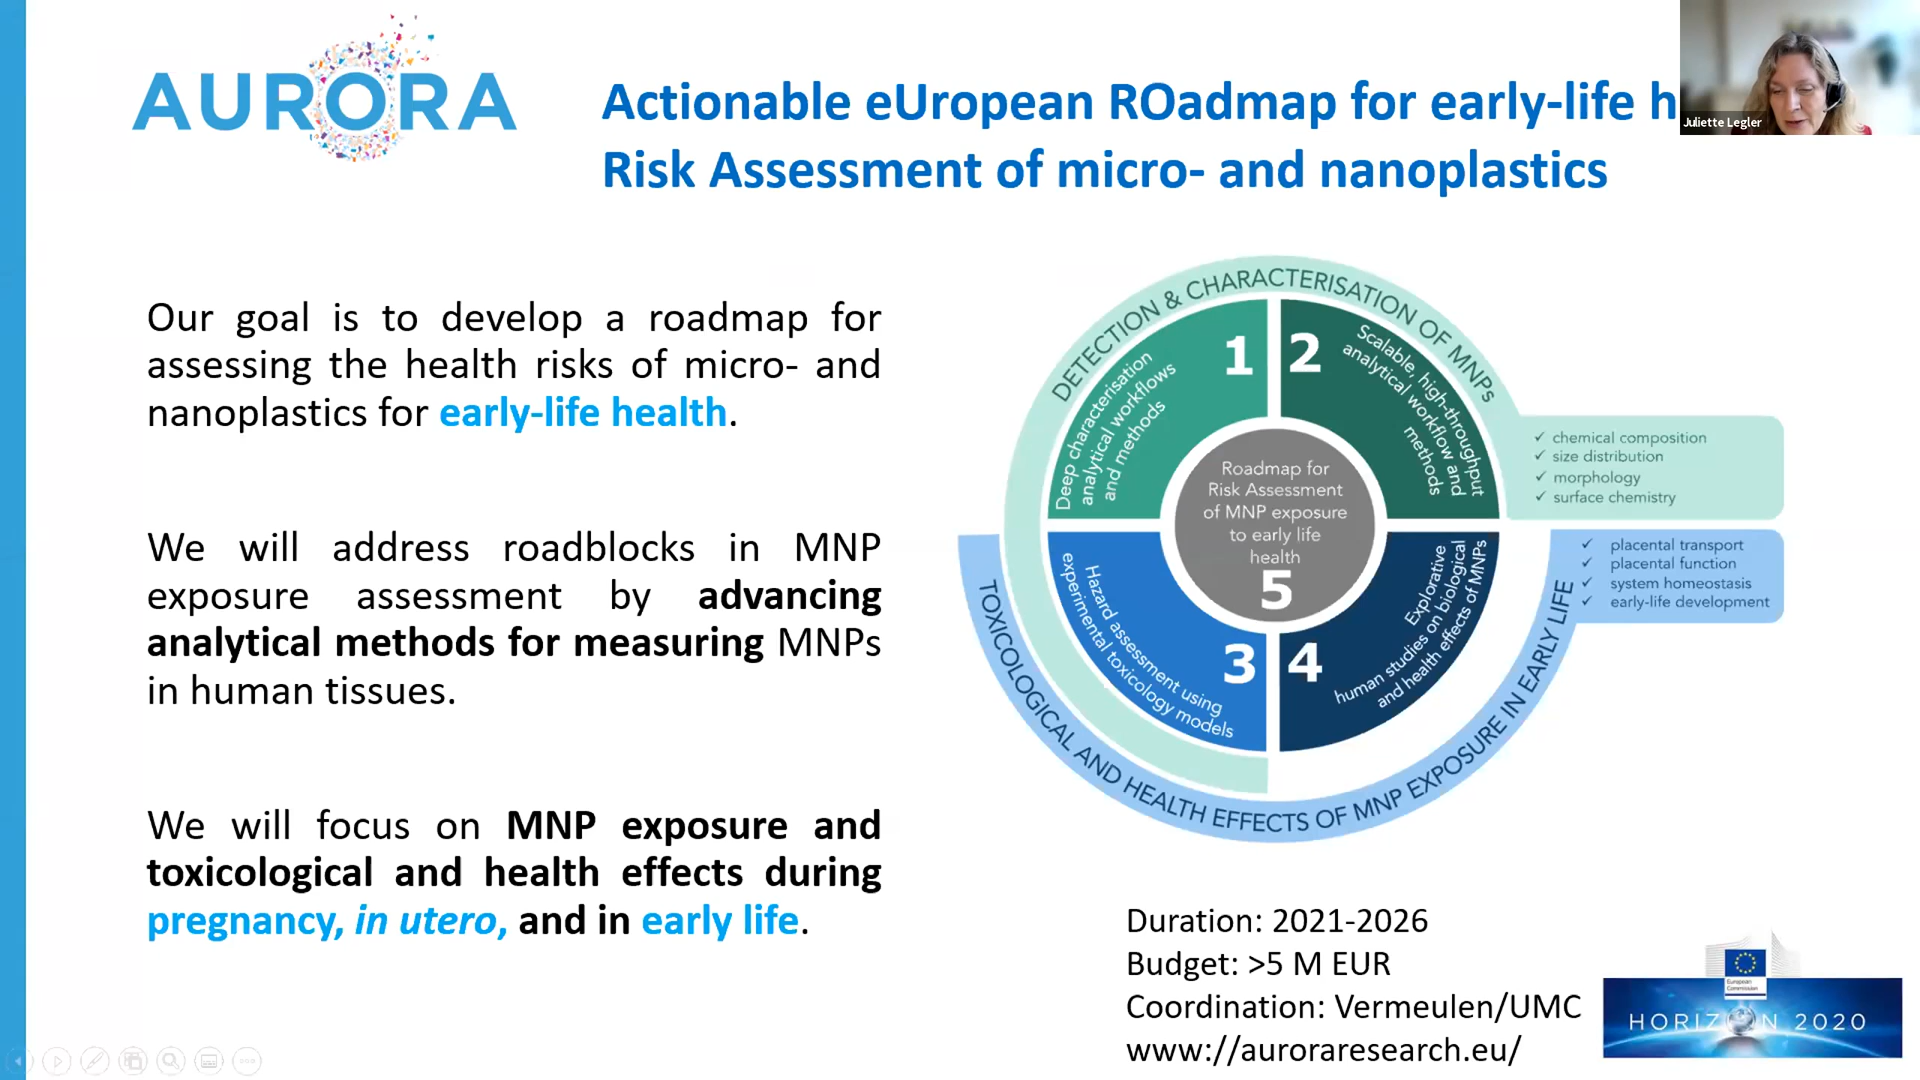 AURORA
Actionable eUropean ROadmap for early-life h
Risk Assessment of micro- and nanoplastics
Juliette Legler
Our goal is to develop a roadmap for
assessing the health risks of micro- and
nanoplastics for early-life health.
We will address roadblocks in MNP
exposure assessment by advancing
analytical methods for measuring MNPs
in human tissues.
We will focus on MNP exposure and
toxicological and health effects during
pregnancy, in utero, and in early life.
DETECTION & CHARACTERISATION OF MNPs
1
Deep characterisation
analytical workflows
and methods
2
Scalable, high-throughput
analytical workflow and
methods
Roadmap for
Risk Assessment
of MNP exposure
to early life
health
5
3
Hazard assessment using
experimental toxicology models
4
Explorative
human studies on biological
and health effects of MNPs
TOXICOLOGICAL AND HEALTH EFFECTS OF MNP EXPOSURE IN EARLY LIFE
✓ chemical composition
✓ size distribution
✓ morphology
✓ surface chemistry
✓ placental transport
✓ placental function
✓ system homeostasis
✓ early-life development
Duration: 2021-2026
Budget: >5 M EUR
Coordination: Vermeulen/UMC
www://auroraresearch.eu/
European
Commission
HORIZON 2020